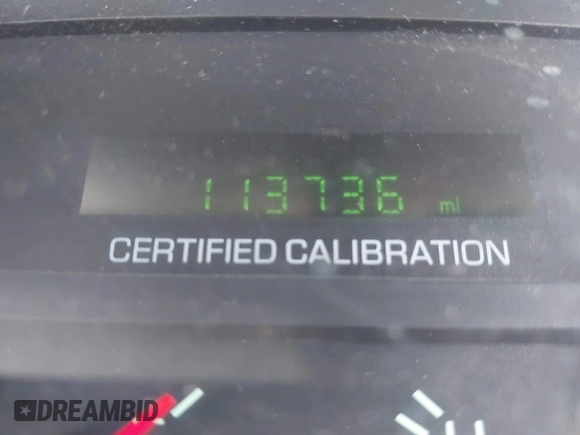 113736 mi
CERTIFIED CALIBRATION
DREAMBID